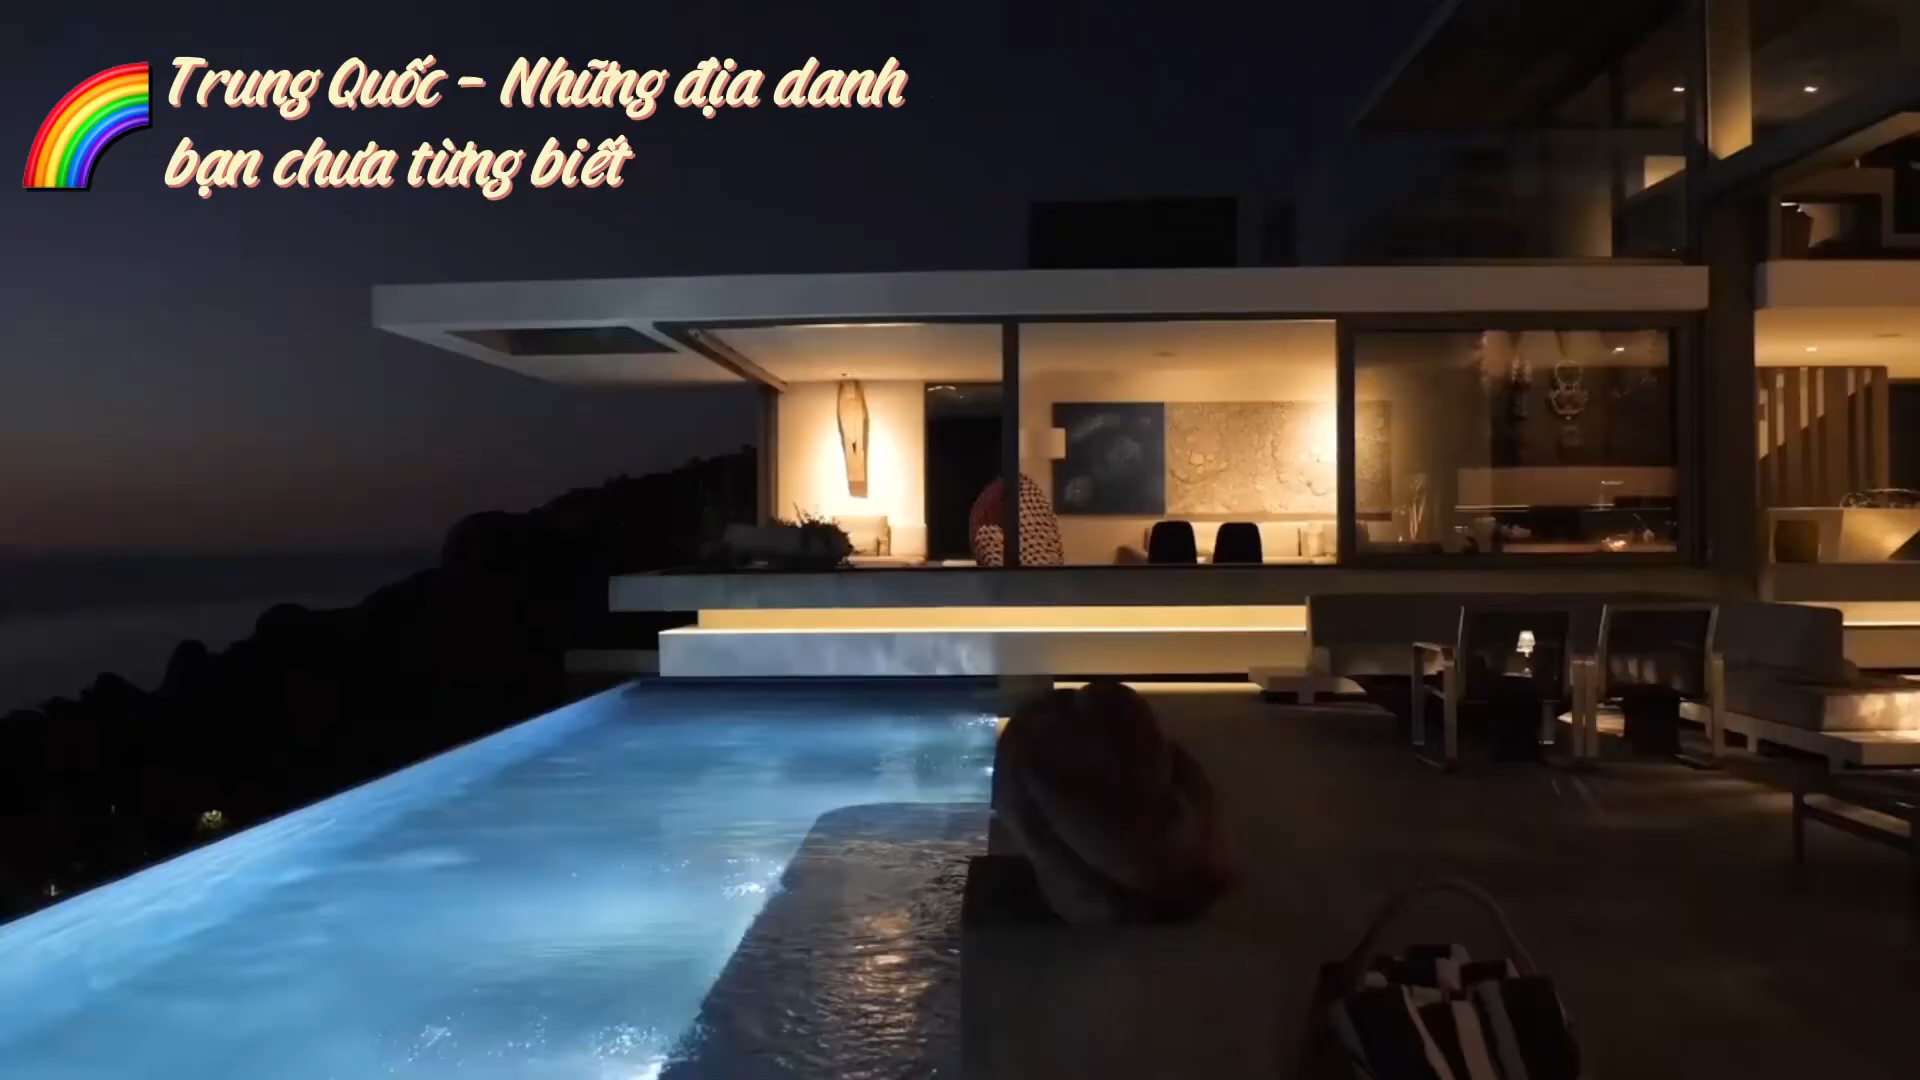 Trung Quốc - Những địa danh
bạn chưa từng biết